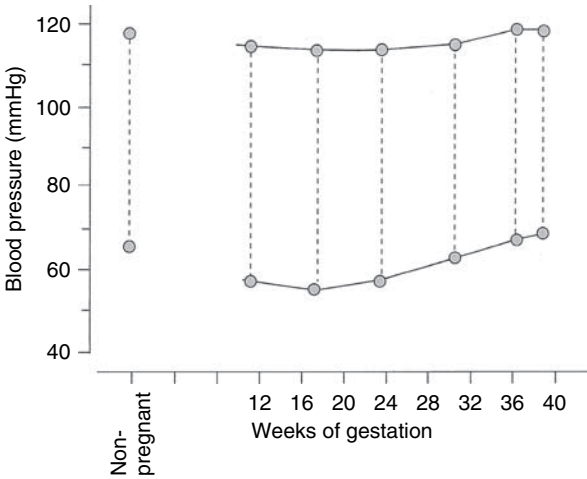 120
100
80
60
40
Blood pressure (mmHg)
Non-
pregnant
12 16 20 24 28 32 36 40
Weeks of gestation